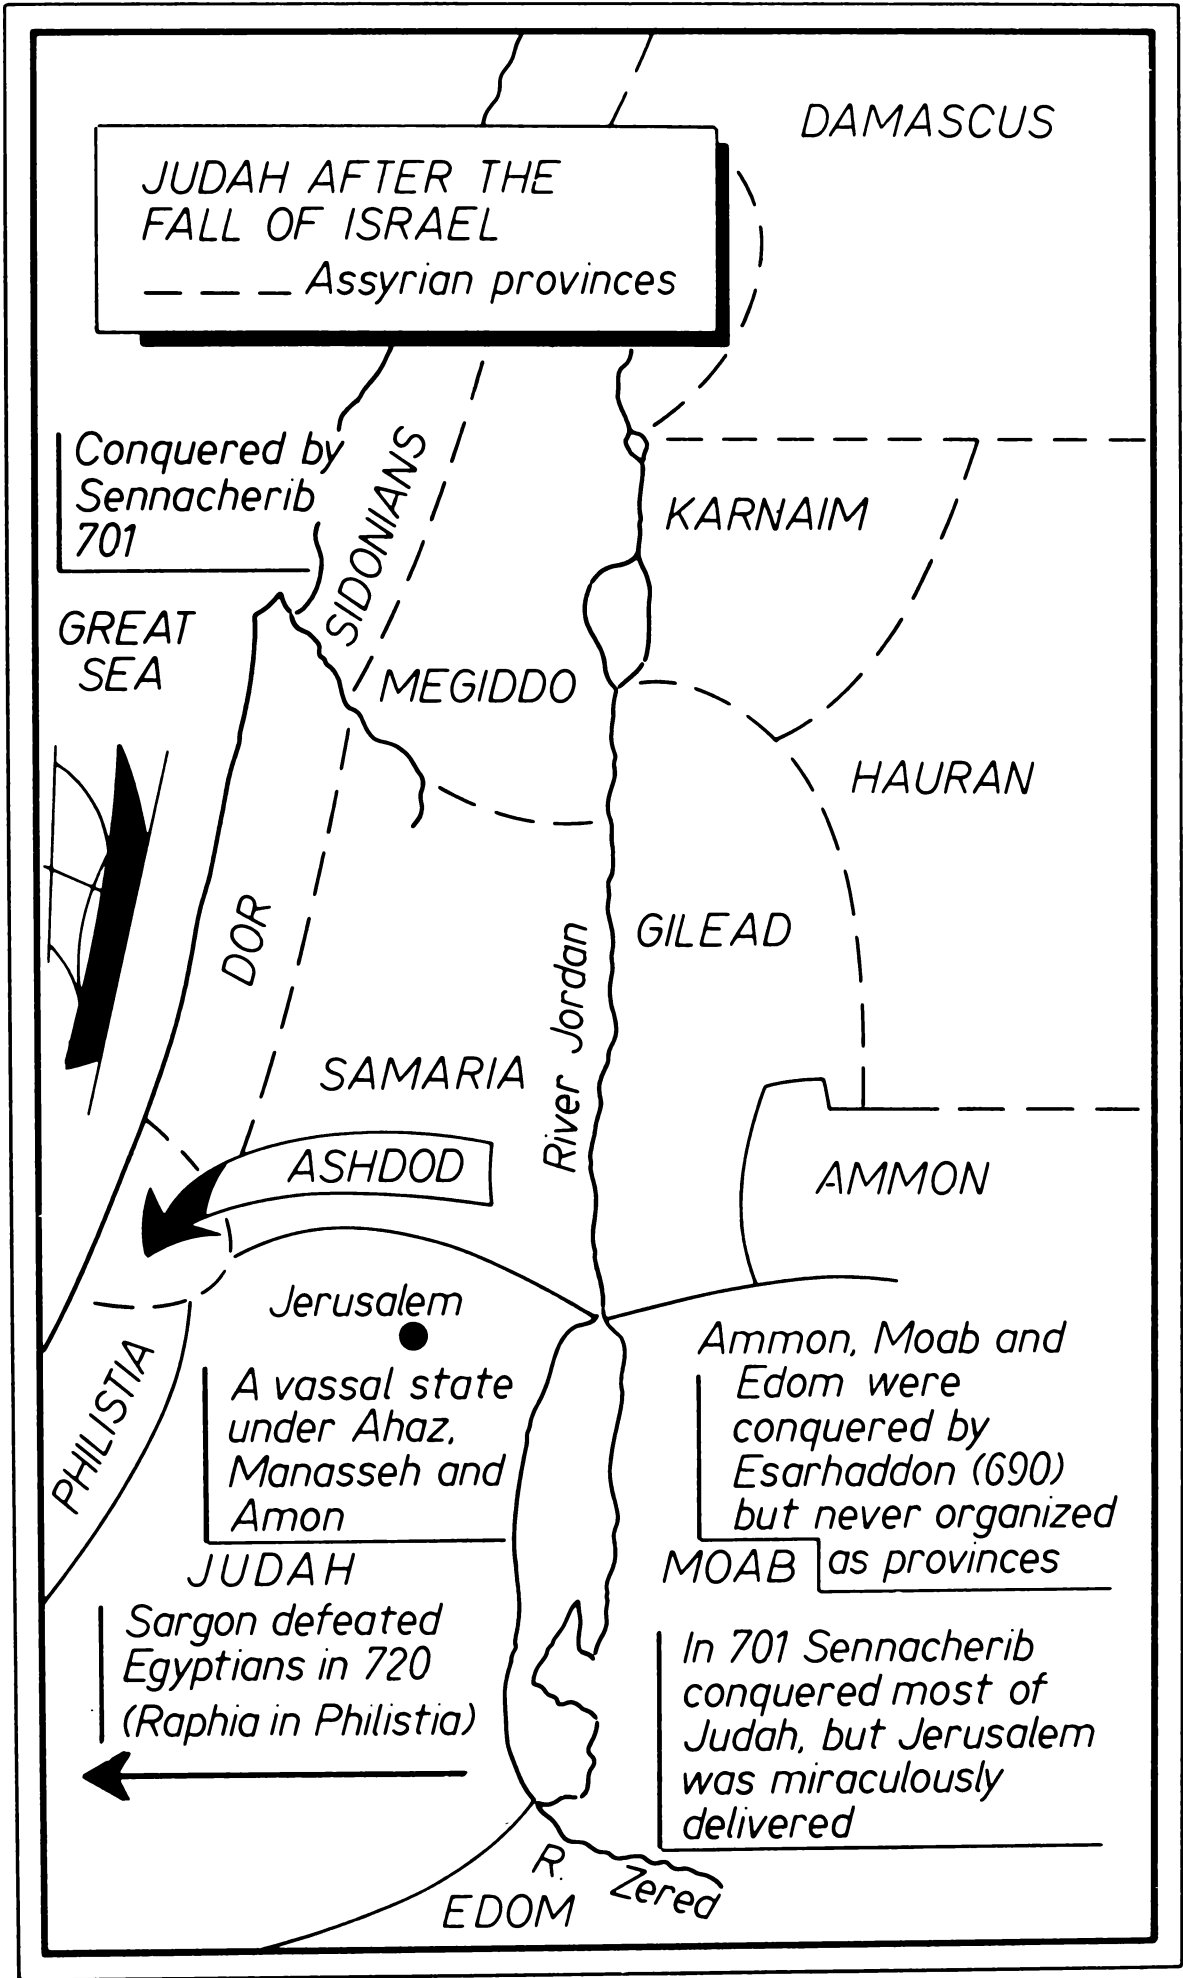 DAMASCUS
JUDAH AFTER THE
FALL OF ISRAEL
Assyrian provinces
Conquered by
Sennacherib
701
SIDONIANS
KARNAIM
GREAT
SEA
MEGIDDO
HAURAN
DOR
GILEAD
River Jordan
SAMARIA
ASHDOD
AMMON
Jerusalem
PHILISTIA
A vassal state
under Ahaz,
Manasseh and
Amon
Ammon, Moab and
Edom were
conquered by
Esarhaddon (690)
but never organized
as provinces
MOAB
JUDAH
Sargon defeated
Egyptians in 720
(Raphia in Philistia)
In 701 Sennacherib
conquered most of
Judah, but Jerusalem
was miraculously
delivered
R. Zered
EDOM